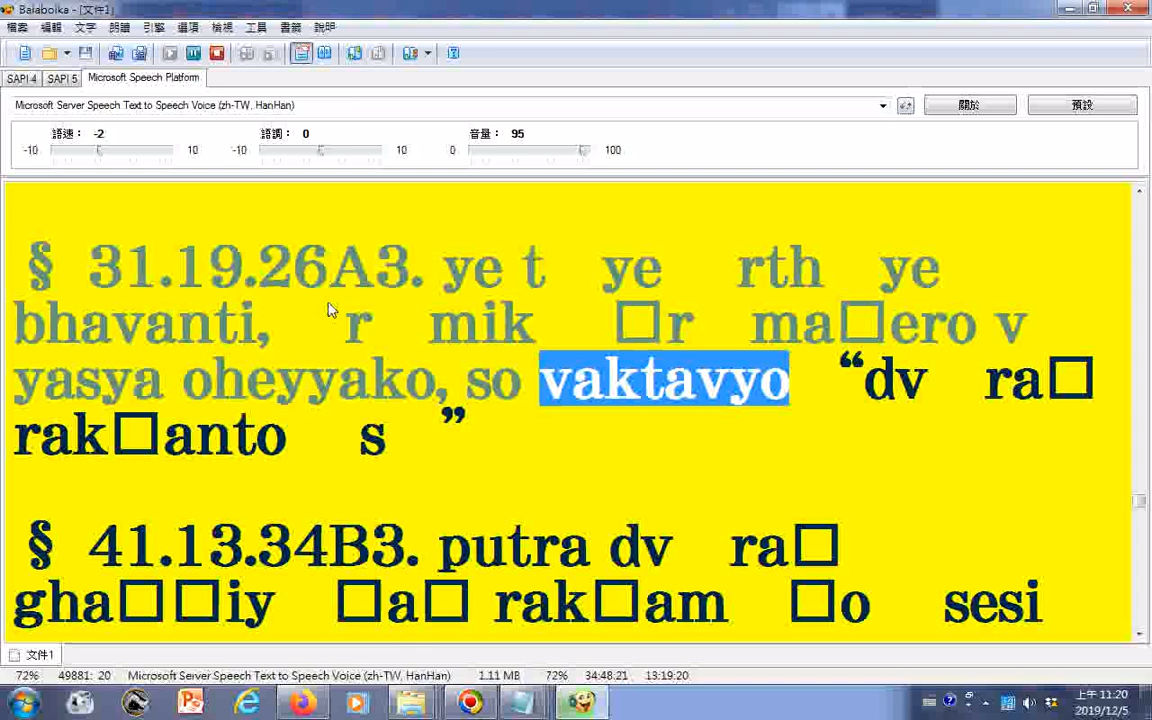 Balabolka - [文件1]
檔案 編輯 文字 朗讀 引擎 選項 檢視 工具 書籤 說明
SAPI 4 SAPI 5 Microsoft Speech Platform
Microsoft Server Speech Text to Speech Voice (zh-TW, HanHan) 關於 預設
語速： -2 語調： 0 音量： 95
-10 10 -10 10 0 100
§ 31.19.26A3. ye t ye rth ye
bhavanti, r mik □r ma□ero v
yasya oheyyako, so vaktavyo “dv ra□
rak□anto s ”
§ 41.13.34B3. putra dv ra□
gha□□iy □a□ rak□am □o sesi
文件1
72% 49881: 20 Microsoft Server Speech Text to Speech Voice (zh-TW, HanHan) 1.11 MB 72% 34:48:21 13:19:20
上午 11:20
2019/12/5